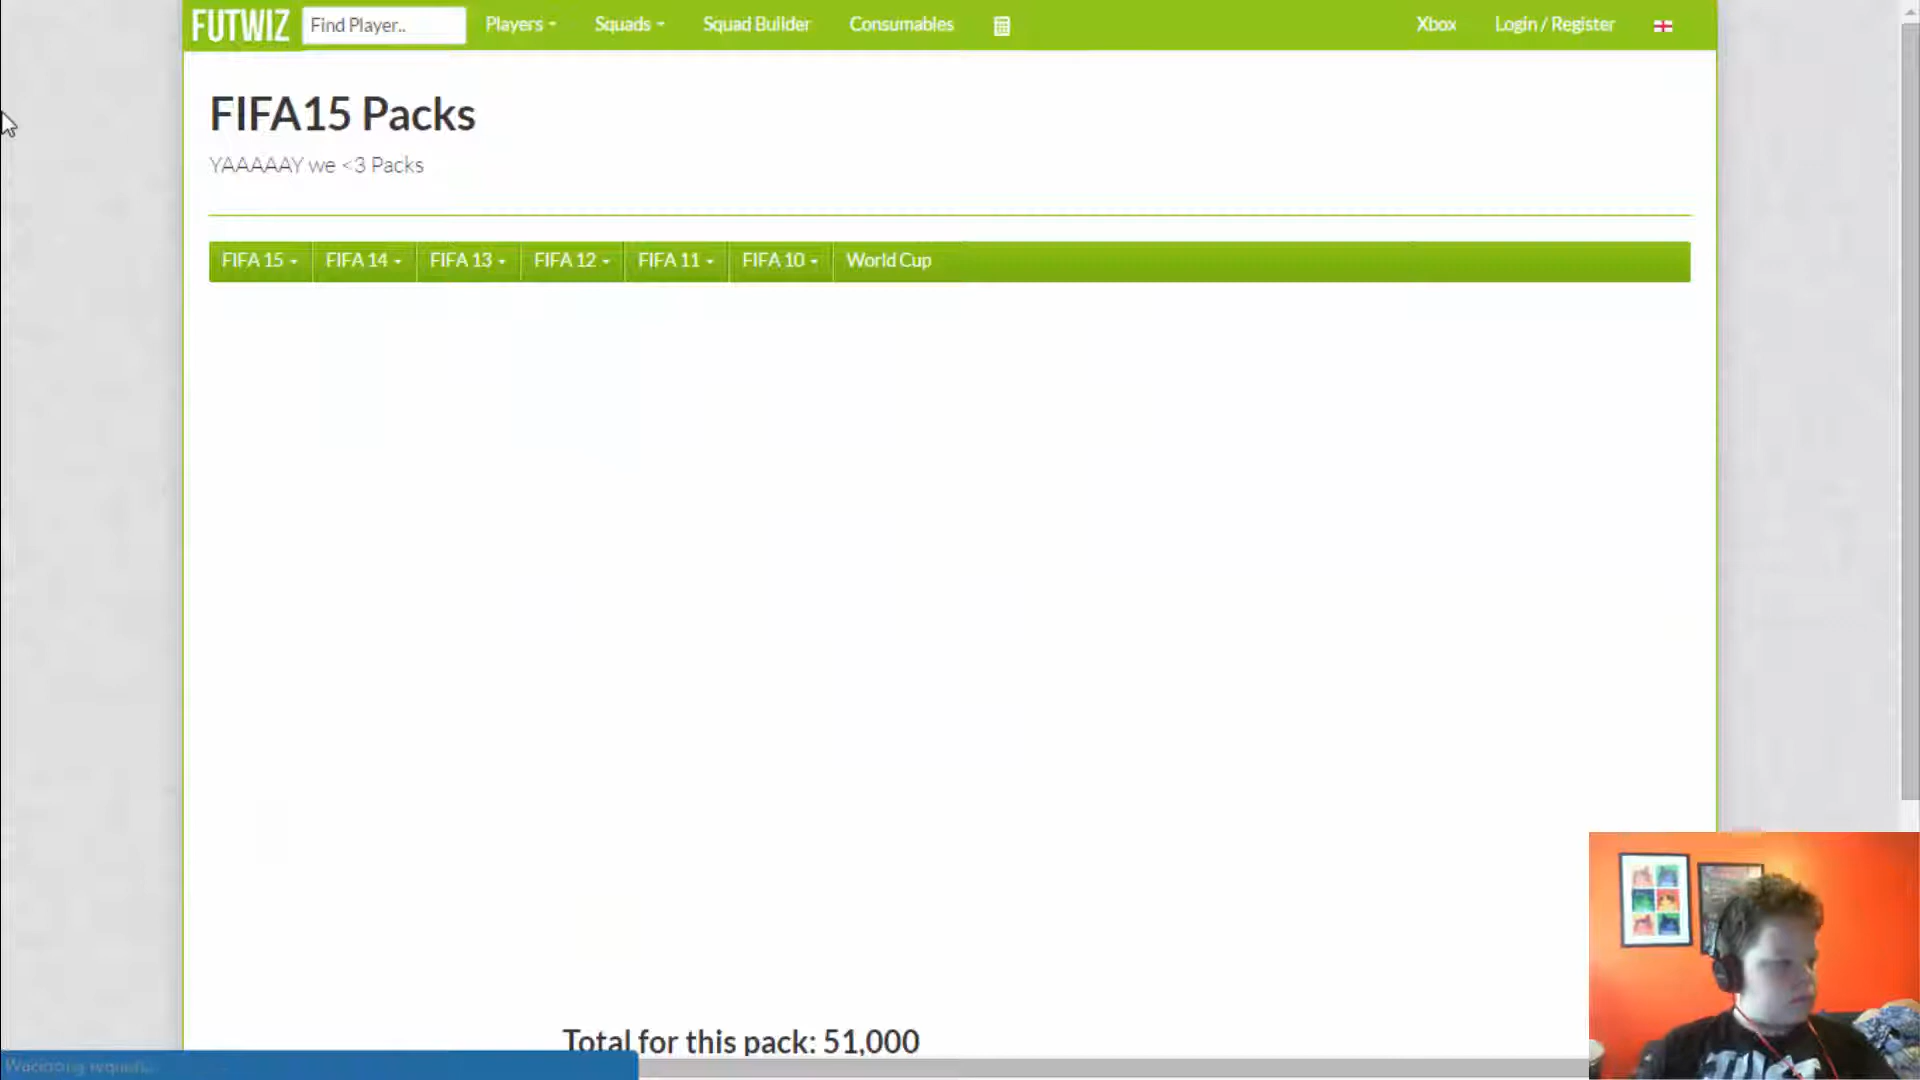 FUTWIZ Find Player.. Players Squads Squad Builder Consumables Xbox Login / Register
FIFA15 Packs
YAAAAAY we <3 Packs
FIFA 15 FIFA 14 FIFA 13 FIFA 12 FIFA 11 FIFA 10 World Cup
Total for this pack: 51,000